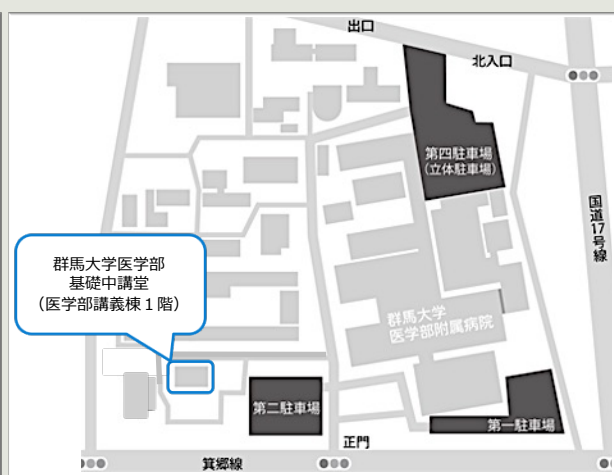 出口
北入口
第四駐車場
(立体駐車場)
国道17号線
群馬大学医学部
基礎中講堂
（医学部講義棟１階）
群馬大学
医学部附属病院
第二駐車場
第一駐車場
正門
箕郷線